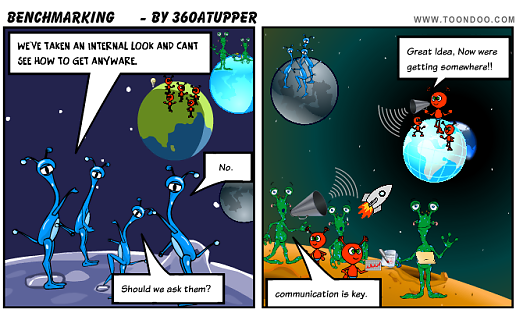 BENCHMARKING - BY 360ATUPPER
WWW.TOONDOO.COM
WE'VE TAKEN AN INTERNAL LOOK AND CANT
SEE HOW TO GET ANYWARE.
No.
Should we ask them?
Great Idea, Now were
getting somewhere!!
communication is key.